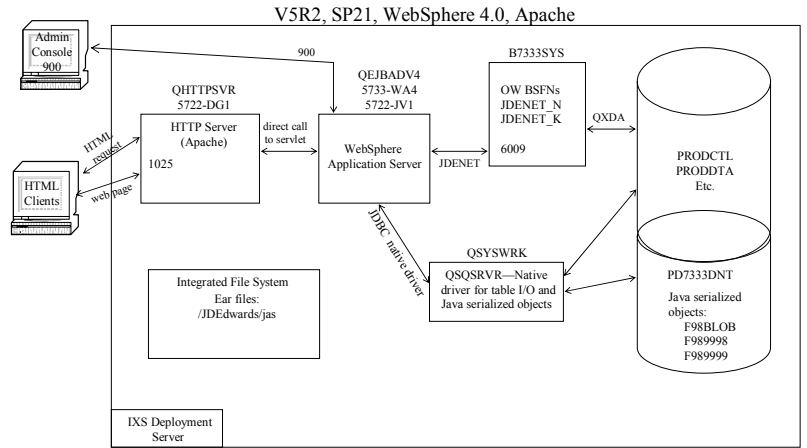 V5R2, SP21, WebSphere 4.0, Apache
Admin
Console
900
900
B7333SYS
QHTTPSVR
5722-DG1
QEJBADV4
5733-WA4
5722-JV1
OW BSFNs
JDENET_N
JDENET_K
6009
QXDA
HTTP Server
(Apache)
1025
direct call
to servlet
WebSphere
Application Server
JDENET
HTML
request
web page
HTML
Clients
PRODCTL
PRODDTA
Etc.
JDBC native driver
QSYSWRK
QSQSRVR—Native
driver for table I/O and
Java serialized objects
PD7333DNT
Java serialized
objects:
F98BLOB
F989998
F989999
Integrated File System
Ear files:
/JDEdwards/jas
IXS Deployment
Server